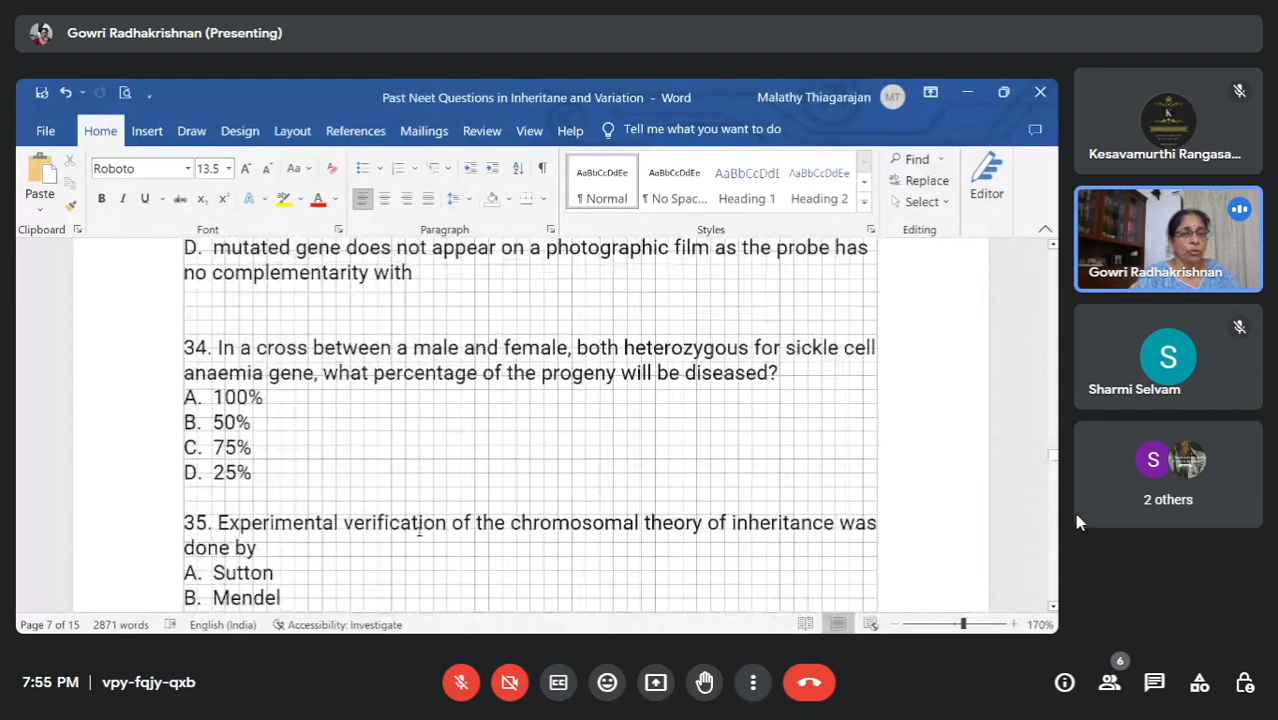 Gowri Radhakrishnan (Presenting)
Past Neet Questions in Inheritane and Variation - Word
Malathy Thiagarajan
MT
File Home Insert Draw Design Layout References Mailings Review View Help Tell me what you want to do
Paste
Clipboard
Roboto 13.5
Font
Paragraph
AaBbCcDdEe AaBbCcDdEe AaBbCcDdE AaBbCcDdEe
¶ Normal ¶ No Spac... Heading 1 Heading 2
Styles
Find
Replace
Select
Editing
Editor
D. mutated gene does not appear on a photographic film as the probe has
no complementarity with
34. In a cross between a male and female, both heterozygous for sickle cell
anaemia gene, what percentage of the progeny will be diseased?
A. 100%
B. 50%
C. 75%
D. 25%
35. Experimental verification of the chromosomal theory of inheritance was
done by
A. Sutton
B. Mendel
Page 7 of 15 2871 words English (India) Accessibility: Investigate 170%
K
Kesavamurthi Rangasa...
Gowri Radhakrishnan
S
Sharmi Selvam
S
2 others
7:55 PM | vpy-fqjy-qxb
6